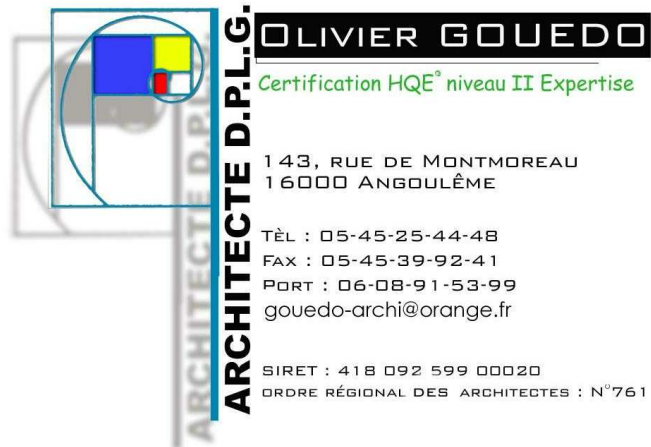 OLIVIER GOUEDO
Certification HQE° niveau II Expertise
ARCHITECTE D.P.L.G.
143, RUE DE MONTMOREAU
16000 ANGOULÊME
TÈL : 05-45-25-44-48
FAX : 05-45-39-92-41
PORT : 06-08-91-53-99
gouedo-archi@orange.fr
SIRET : 418 092 599 00020
ORDRE RÉGIONAL DES ARCHITECTES : N°761
ARCHITECTE D.P.L.G.